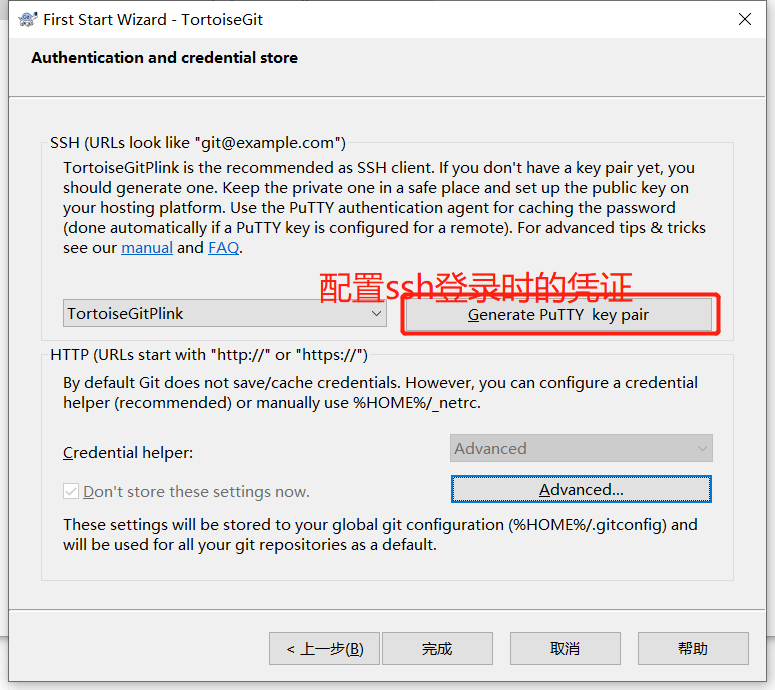 First Start Wizard - TortoiseGit
Authentication and credential store
SSH (URLs look like "git@example.com")
TortoiseGitPlink is the recommended as SSH client. If you don't have a key pair yet, you
should generate one. Keep the private one in a safe place and set up the public key on
your hosting platform. Use the PuTTY authentication agent for caching the password
(done automatically if a PuTTY key is configured for a remote). For advanced tips & tricks
see our manual and FAQ.
配置ssh登录时的凭证
TortoiseGitPlink
Generate PuTTY key pair
HTTP (URLs start with "http://" or "https://")
By default Git does not save/cache credentials. However, you can configure a credential
helper (recommended) or manually use %HOME%/_netrc.
Credential helper:
Advanced
Don't store these settings now.
Advanced...
These settings will be stored to your global git configuration (%HOME%/.gitconfig) and
will be used for all your git repositories as a default.
< 上一步(B)
完成
取消
帮助